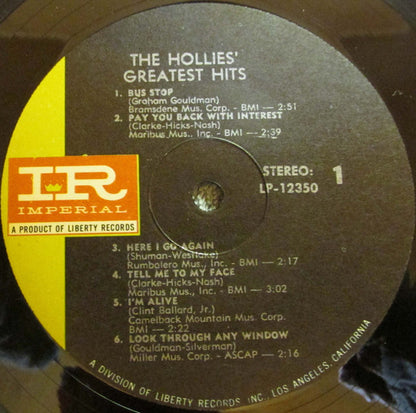 THE HOLLIES'
GREATEST HITS
1. BUS STOP
(Graham Gouldman)
Bramsdene Mus. Corp. - BMI — 2:51
2. PAY YOU BACK WITH INTEREST
(Clarke-Hicks-Nash)
Maribus Mus., Inc. - BMI — 2:39
IR
IMPERIAL
A PRODUCT OF LIBERTY RECORDS
STEREO: 1
LP-12350
3. HERE I GO AGAIN
(Shuman-Westlake)
Rumbalero Mus., Inc. - BMI — 2:17
4. TELL ME TO MY FACE
(Clarke-Hicks-Nash)
Maribus Mus., Inc. - BMI — 3:02
5. I'M ALIVE
(Clint Ballard, Jr.)
Camelback Mountain Mus. Corp.
BMI — 2:22
6. LOOK THROUGH ANY WINDOW
(Gouldman-Silverman)
Miller Mus. Corp. - ASCAP — 2:16
A DIVISION OF LIBERTY RECORDS INC., LOS ANGELES, CALIFORNIA